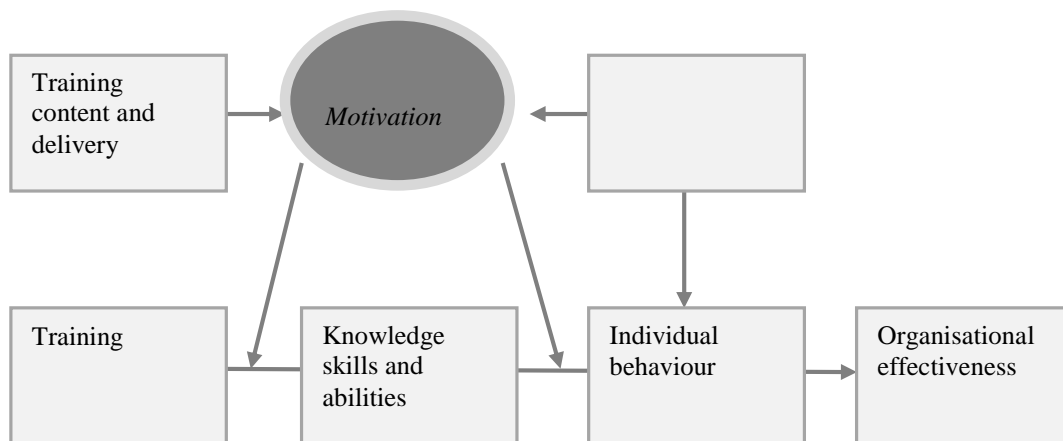 Training
content and
delivery
Motivation
Training
Knowledge
skills and
abilities
Individual
behaviour
Organisational
effectiveness